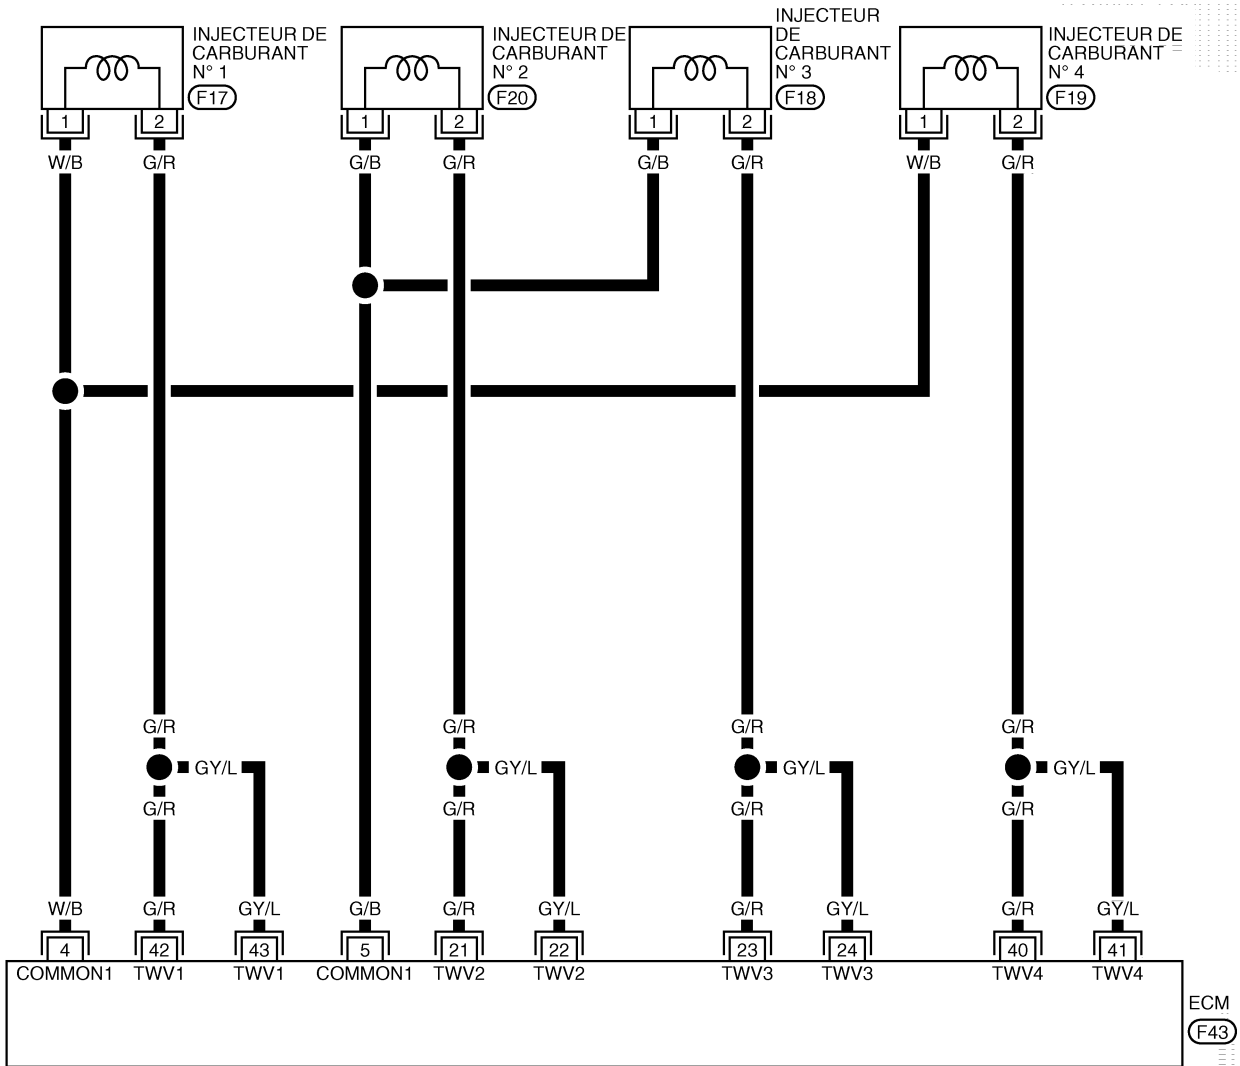 INJECTEUR DE
CARBURANT
N° 1
F17
INJECTEUR DE
CARBURANT
N° 2
F20
INJECTEUR
DE
CARBURANT
N° 3
F18
INJECTEUR DE
CARBURANT
N° 4
F19
1 2 1 2 1 2 1 2
W/B G/R G/B G/R G/B G/R W/B G/R
G/R G/R G/R G/R
GY/L GY/L GY/L GY/L
G/R G/R G/R G/R
W/B G/R GY/L G/B G/R GY/L G/R GY/L G/R GY/L
4 42 43 5 21 22 23 24 40 41
COMMON1 TWV1 TWV1 COMMON1 TWV2 TWV2 TWV3 TWV3 TWV4 TWV4
ECM
F43